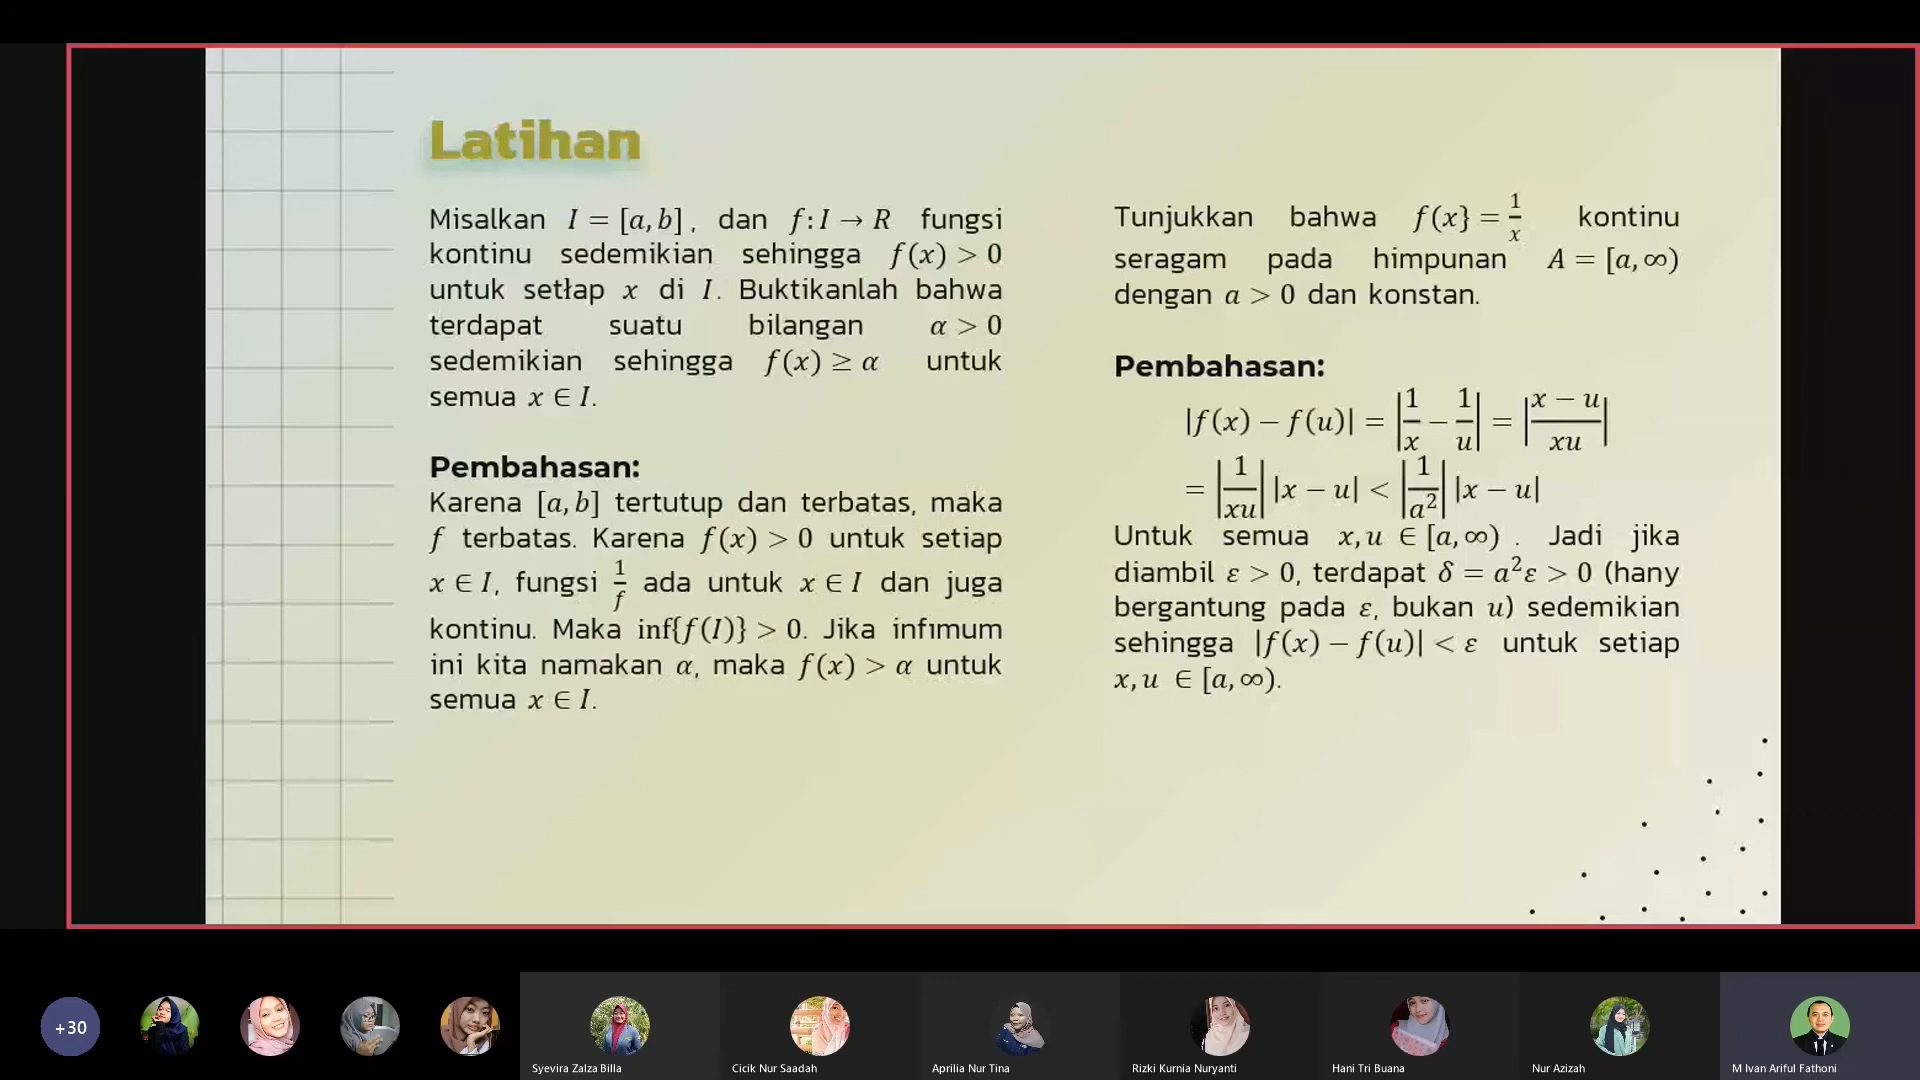 Latihan
Misalkan I = [a, b], dan f: I → R fungsi
kontinu sedemikian sehingga f(x) > 0
untuk setłap x di I. Buktikanlah bahwa
terdapat suatu bilangan α > 0
sedemikian sehingga f(x) ≥ α untuk
semua x ∈ I.
Pembahasan:
Karena [a, b] tertutup dan terbatas, maka
f terbatas. Karena f(x) > 0 untuk setiap
x ∈ I, fungsi 1/f ada untuk x ∈ I dan juga
kontinu. Maka inf{f(I)} > 0. Jika infımum
ini kita namakan α, maka f(x) > α untuk
semua x ∈ I.
Tunjukkan bahwa f(x} = 1/x kontinu
seragam pada himpunan A = [a, ∞)
dengan a > 0 dan konstan.
Pembahasan:
|f(x) − f(u)| = |1/x − 1/u| = |(x − u)/xu|
= |1/xu| |x − u| < |1/a²| |x − u|
Untuk semua x, u ∈ [a, ∞) . Jadi jika
diambil ε > 0, terdapat δ = a²ε > 0 (hany
bergantung pada ε, bukan u) sedemikian
sehingga |f(x) − f(u)| < ε untuk setiap
x, u ∈ [a, ∞).
+30
Syevira Zalza Billa
Cicik Nur Saadah
Aprilia Nur Tina
Rizki Kurnia Nuryanti
Hani Tri Buana
Nur Azizah
M Ivan Ariful Fathoni